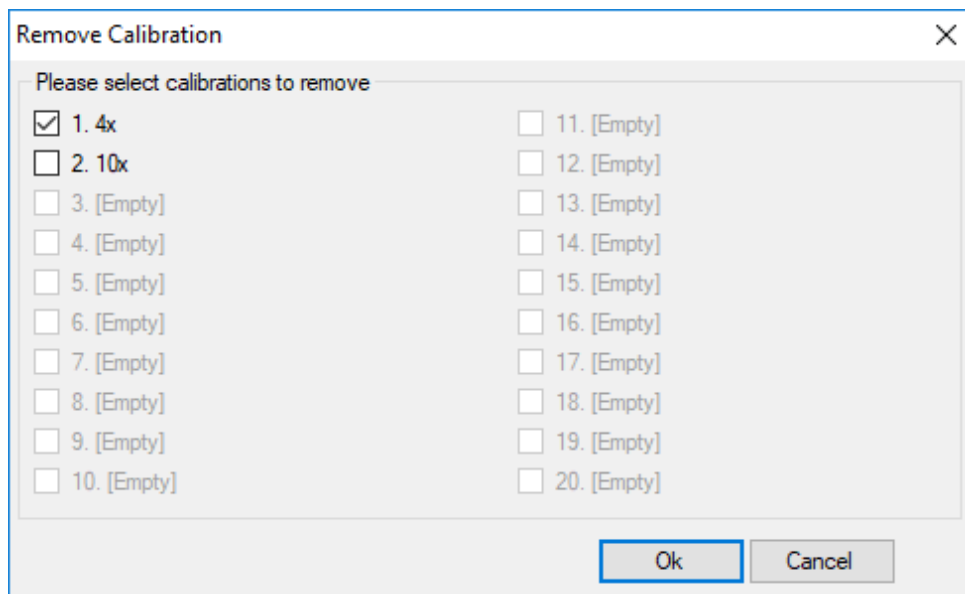 Remove Calibration
Please select calibrations to remove
1. 4x
2. 10x
3. [Empty]
4. [Empty]
5. [Empty]
6. [Empty]
7. [Empty]
8. [Empty]
9. [Empty]
10. [Empty]
11. [Empty]
12. [Empty]
13. [Empty]
14. [Empty]
15. [Empty]
16. [Empty]
17. [Empty]
18. [Empty]
19. [Empty]
20. [Empty]
Ok
Cancel